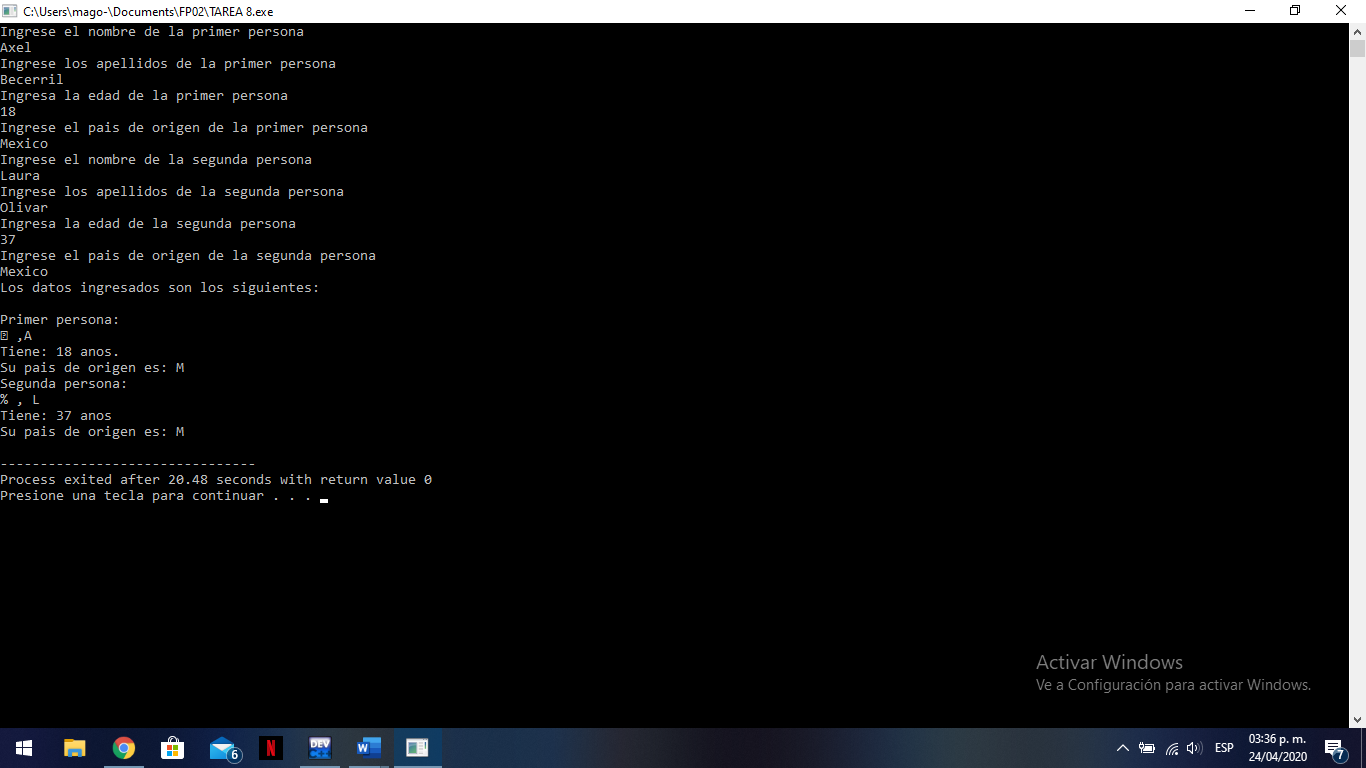 C:\Users\mago-\Documents\FP02\TAREA 8.exe
Ingrese el nombre de la primer persona
Axel
Ingrese los apellidos de la primer persona
Becerril
Ingresa la edad de la primer persona
18
Ingrese el pais de origen de la primer persona
Mexico
Ingrese el nombre de la segunda persona
Laura
Ingrese los apellidos de la segunda persona
Olivar
Ingresa la edad de la segunda persona
37
Ingrese el pais de origen de la segunda persona
Mexico
Los datos ingresados son los siguientes:
Primer persona:
,A
Tiene: 18 anos.
Su pais de origen es: M
Segunda persona:
% , L
Tiene: 37 anos
Su pais de origen es: M
--------------------------------
Process exited after 20.48 seconds with return value 0
Presione una tecla para continuar . . .
Activar Windows
Ve a Configuración para activar Windows.
6
N
DEV
W
ESP
03:36 p. m.
24/04/2020
7